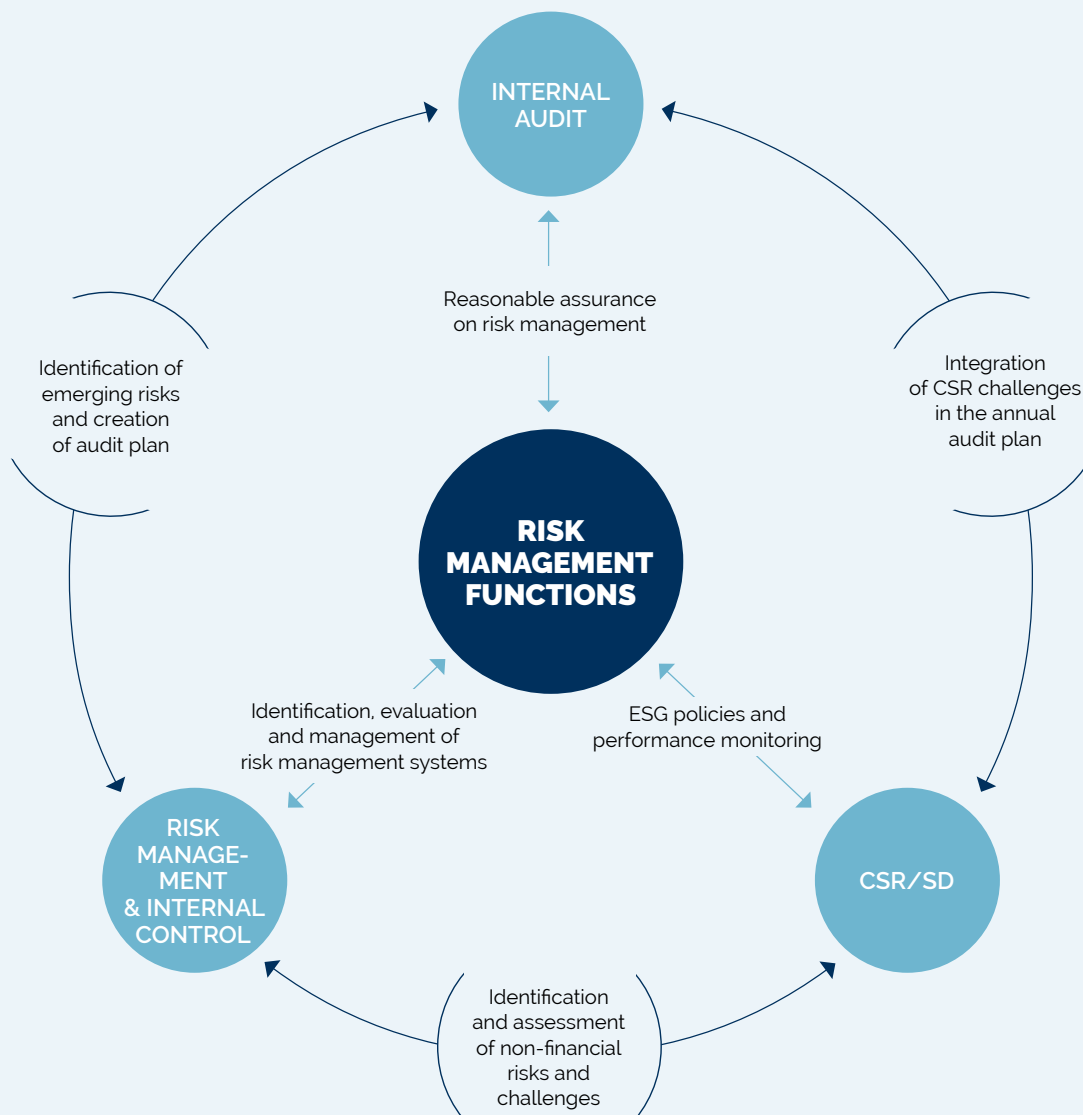 INTERNAL
AUDIT
Reasonable assurance
on risk management
Identification of
emerging risks
and creation
of audit plan
Integration
of CSR challenges
in the annual
audit plan
RISK
MANAGEMENT
FUNCTIONS
Identification, evaluation
and management of
risk management systems
ESG policies and
performance monitoring
RISK
MANAGE-
MENT
& INTERNAL
CONTROL
CSR/SD
Identification
and assessment
of non-financial
risks and
challenges